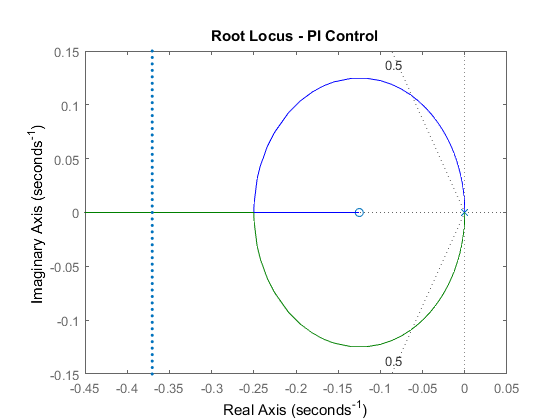 Root Locus - PI Control
0.15
0.5
0.1
0.05
0
-0.05
-0.1
0.5
-0.15
-0.45 -0.4 -0.35 -0.3 -0.25 -0.2 -0.15 -0.1 -0.05 0 0.05
Real Axis (seconds⁻¹)
Imaginary Axis (seconds⁻¹)